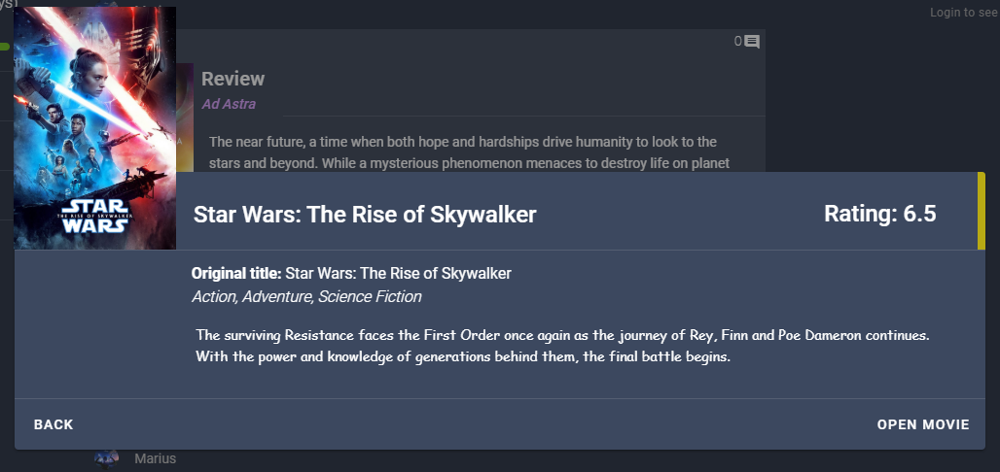 ys)
Login to see
0
Review
Ad Astra
A
The near future, a time when both hope and hardships drive humanity to look to the
stars and beyond. While a mysterious phenomenon menaces to destroy life on planet
STAR
THE RISE OF SKYWALKER
WARS
Star Wars: The Rise of Skywalker
Rating: 6.5
Original title: Star Wars: The Rise of Skywalker
Action, Adventure, Science Fiction
The surviving Resistance faces the First Order once again as the journey of Rey, Finn and Poe Dameron continues.
With the power and knowledge of generations behind them, the final battle begins.
BACK
OPEN MOVIE
Marius